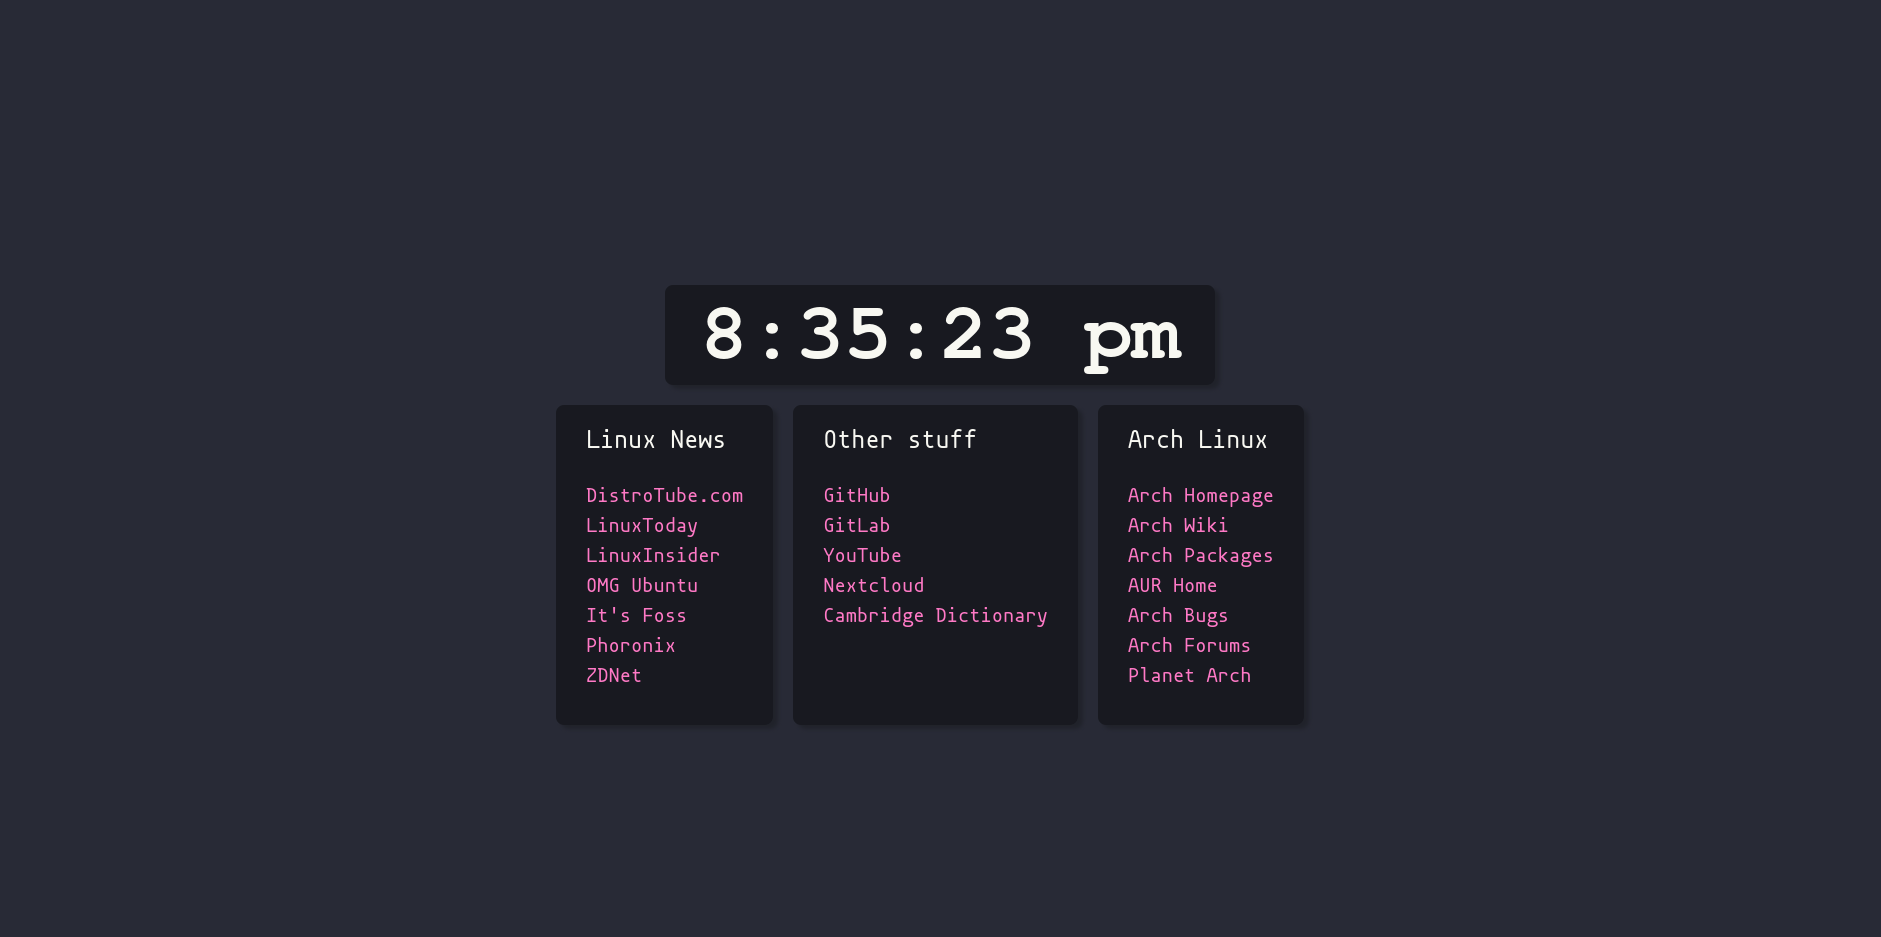 8:35:23 pm
Linux News
DistroTube.com
LinuxToday
LinuxInsider
OMG Ubuntu
It's Foss
Phoronix
ZDNet
Other stuff
GitHub
GitLab
YouTube
Nextcloud
Cambridge Dictionary
Arch Linux
Arch Homepage
Arch Wiki
Arch Packages
AUR Home
Arch Bugs
Arch Forums
Planet Arch